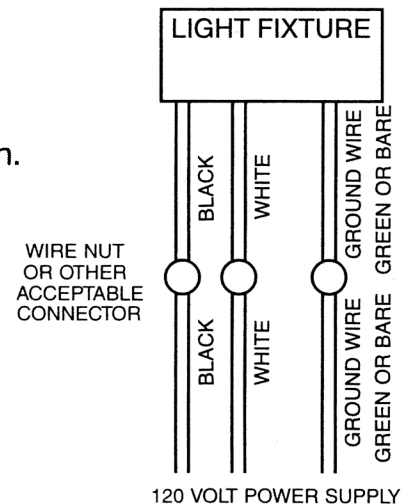 LIGHT FIXTURE
n.
BLACK
WHITE
GROUND WIRE
GREEN OR BARE
WIRE NUT
OR OTHER
ACCEPTABLE
CONNECTOR
BLACK
WHITE
GROUND WIRE
GREEN OR BARE
120 VOLT POWER SUPPLY